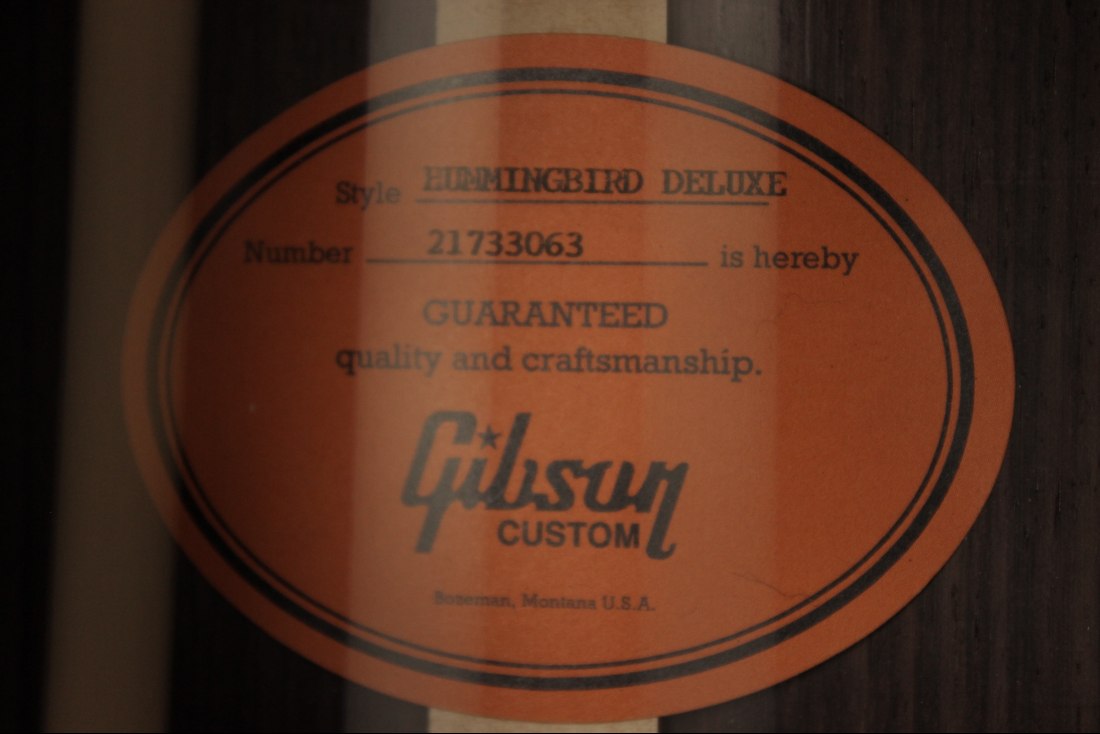 Style HUMMINGBIRD DELUXE
Number 21733063 is hereby
GUARANTEED
quality and craftsmanship.
Gibson
CUSTOM
Bozeman, Montana U.S.A.